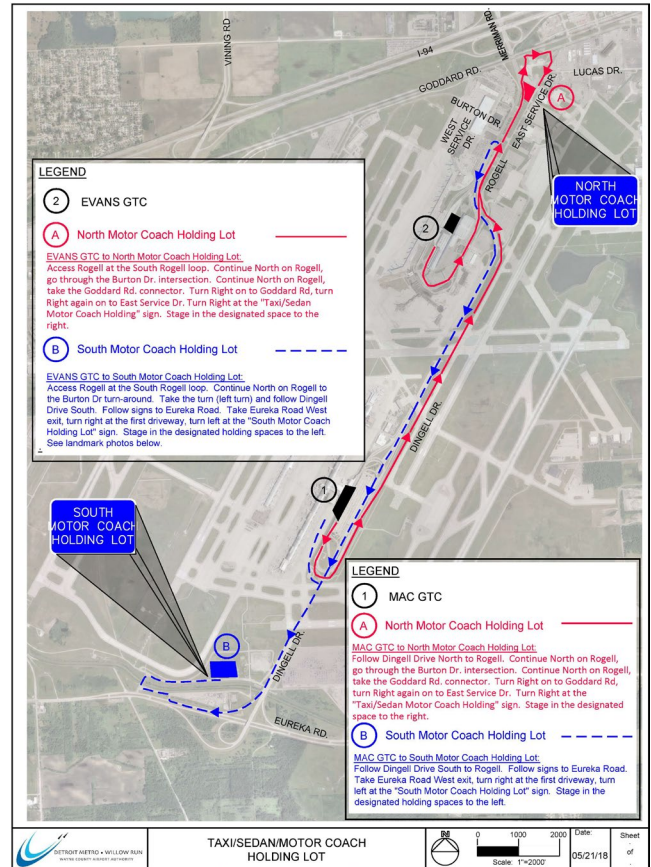 VINING RD
I-94
MERRIMAN RD.
GODDARD RD.
LUCAS DR.
BURTON DR.
WEST
SERVICE
DR.
EAST SERVICE DR.
ROGELL
A
NORTH
MOTOR COACH
HOLDING LOT
LEGEND
2 EVANS GTC
A North Motor Coach Holding Lot
EVANS GTC to North Motor Coach Holding Lot:
Access Rogell at the South Rogell loop. Continue North on Rogell,
go through the Burton Dr. intersection. Continue North on Rogell,
take the Goddard Rd. connector. Turn Right on to Goddard Rd, turn
Right again on to East Service Dr. Turn Right at the "Taxi/Sedan
Motor Coach Holding" sign. Stage in the designated space to the
right.
B South Motor Coach Holding Lot
EVANS GTC to South Motor Coach Holding Lot:
Access Rogell at the South Rogell loop. Continue North on Rogell to
the Burton Dr turn-around. Take the turn (left turn) and follow Dingell
Drive South. Follow signs to Eureka Road. Take Eureka Road West
exit, turn right at the first driveway, turn left at the "South Motor Coach
Holding Lot" sign. Stage in the designated holding spaces to the left.
See landmark photos below.
2
DINGELL DR.
1
SOUTH
MOTOR COACH
HOLDING LOT
B
DINGELL DR.
EUREKA RD.
LEGEND
1 MAC GTC
A North Motor Coach Holding Lot
MAC GTC to North Motor Coach Holding Lot:
Follow Dingell Drive North to Rogell. Continue North on Rogell,
go through the Burton Dr. intersection. Continue North on Rogell,
take the Goddard Rd. connector. Turn Right on to Goddard Rd,
turn Right again on to East Service Dr. Turn Right at the
"Taxi/Sedan Motor Coach Holding" sign. Stage in the designated
space to the right.
B South Motor Coach Holding Lot
MAC GTC to South Motor Coach Holding Lot:
Follow Dingell Drive South to Rogell. Follow signs to Eureka Road.
Take Eureka Road West exit, turn right at the first driveway, turn
left at the "South Motor Coach Holding Lot" sign. Stage in the
designated holding spaces to the left.
DETROIT METRO • WILLOW RUN
WAYNE COUNTY AIRPORT AUTHORITY
TAXI/SEDAN/MOTOR COACH
HOLDING LOT
N
0 1000 2000
Scale: 1"=2000'
Date:
05/21/18
Sheet
of